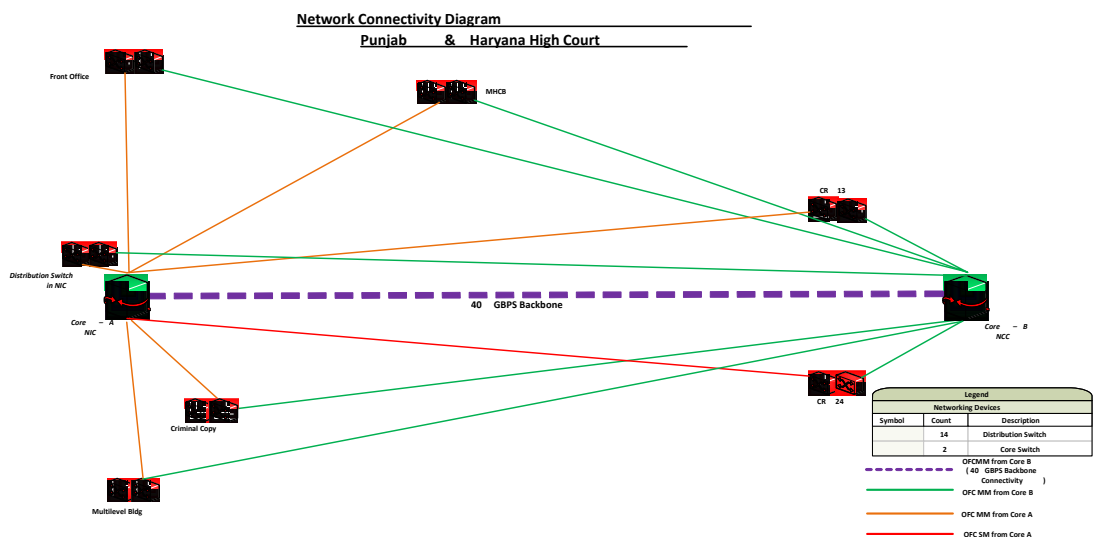 Network Connectivity Diagram
Punjab & Haryana High Court
Front Office
MHCB
CR 13
Distribution Switch
in NIC
40 GBPS Backbone
Core – A
NIC
Core – B
NCC
CR 24
Criminal Copy
Multilevel Bldg
Legend
Networking Devices
Symbol Count Description
14 Distribution Switch
2 Core Switch
OFCMM from Core B
( 40 GBPS Backbone
Connectivity )
OFC MM from Core B
OFC MM from Core A
OFC SM from Core A